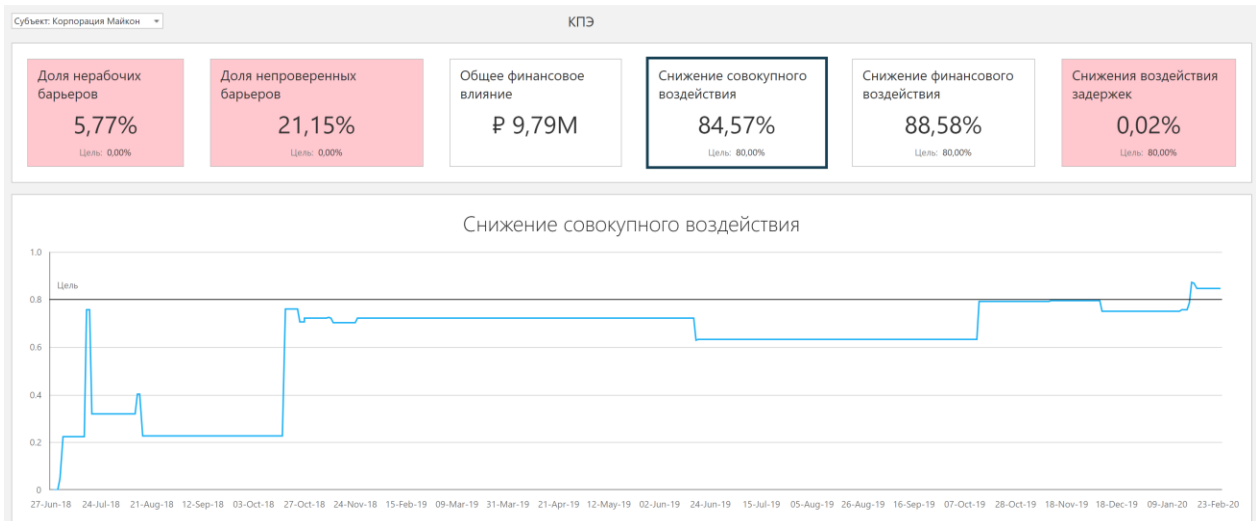 Субъект: Корпорация Майкон
КПЭ
Доля нерабочих
барьеров
5,77%
Цель: 0,00%
Доля непроверенных
барьеров
21,15%
Цель: 0,00%
Общее финансовое
влияние
₽ 9,79M
Снижение совокупного
воздействия
84,57%
Цель: 80,00%
Снижение финансового
воздействия
88,58%
Цель: 80,00%
Снижения воздействия
задержек
0,02%
Цель: 80,00%
Снижение совокупного воздействия
1.0
Цель
0.8
0.6
0.4
0.2
0
27-Jun-18 24-Jul-18 21-Aug-18 12-Sep-18 03-Oct-18 27-Oct-18 24-Nov-18 15-Feb-19 09-Mar-19 31-Mar-19 21-Apr-19 12-May-19 02-Jun-19 24-Jun-19 15-Jul-19 05-Aug-19 26-Aug-19 16-Sep-19 07-Oct-19 28-Oct-19 18-Nov-19 18-Dec-19 09-Jan-20 23-Feb-20